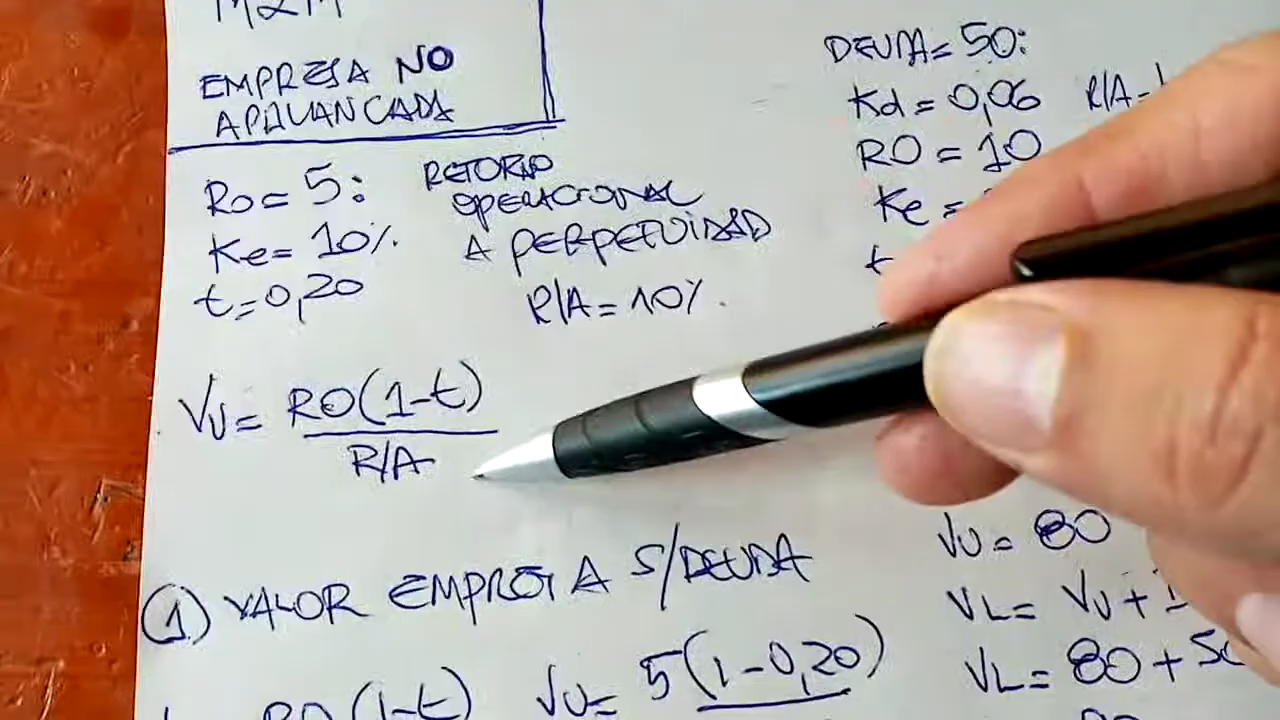 M&M
EMPRESA NO
APALANCADA
Ro = 5:
Ke = 10%.
t = 0,20
RETORNO
OPERACIONAL
A PERPETUIDAD
R/A = 10%.
VU = RO(1-t)
R/A
① VALOR EMPRESA S/DEUDA
RO(1-t)
VU = 5(1-0,20)
DEUDA = 50:
Kd = 0,06 R/A =
RO = 10
Ke =
t
VU = 80
VL = VU +
VL = 80 + 50